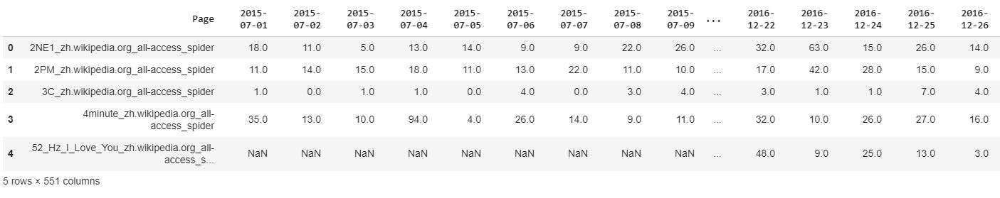 Page 2015-07-01 2015-07-02 2015-07-03 2015-07-04 2015-07-05 2015-07-06 2015-07-07 2015-07-08 2015-07-09 ... 2016-12-22 2016-12-23 2016-12-24 2016-12-25 2016-12-26
0 2NE1_zh.wikipedia.org_all-access_spider 18.0 11.0 5.0 13.0 14.0 9.0 9.0 22.0 26.0 ... 32.0 63.0 15.0 26.0 14.0
1 2PM_zh.wikipedia.org_all-access_spider 11.0 14.0 15.0 18.0 11.0 13.0 22.0 11.0 10.0 ... 17.0 42.0 28.0 15.0 9.0
2 3C_zh.wikipedia.org_all-access_spider 1.0 0.0 1.0 1.0 0.0 4.0 0.0 3.0 4.0 ... 3.0 1.0 1.0 7.0 4.0
3 4minute_zh.wikipedia.org_all-access_spider 35.0 13.0 10.0 94.0 4.0 26.0 14.0 9.0 11.0 ... 32.0 10.0 26.0 27.0 16.0
4 52_Hz_I_Love_You_zh.wikipedia.org_all-access_s... NaN NaN NaN NaN NaN NaN NaN NaN NaN ... 48.0 9.0 25.0 13.0 3.0
5 rows × 551 columns